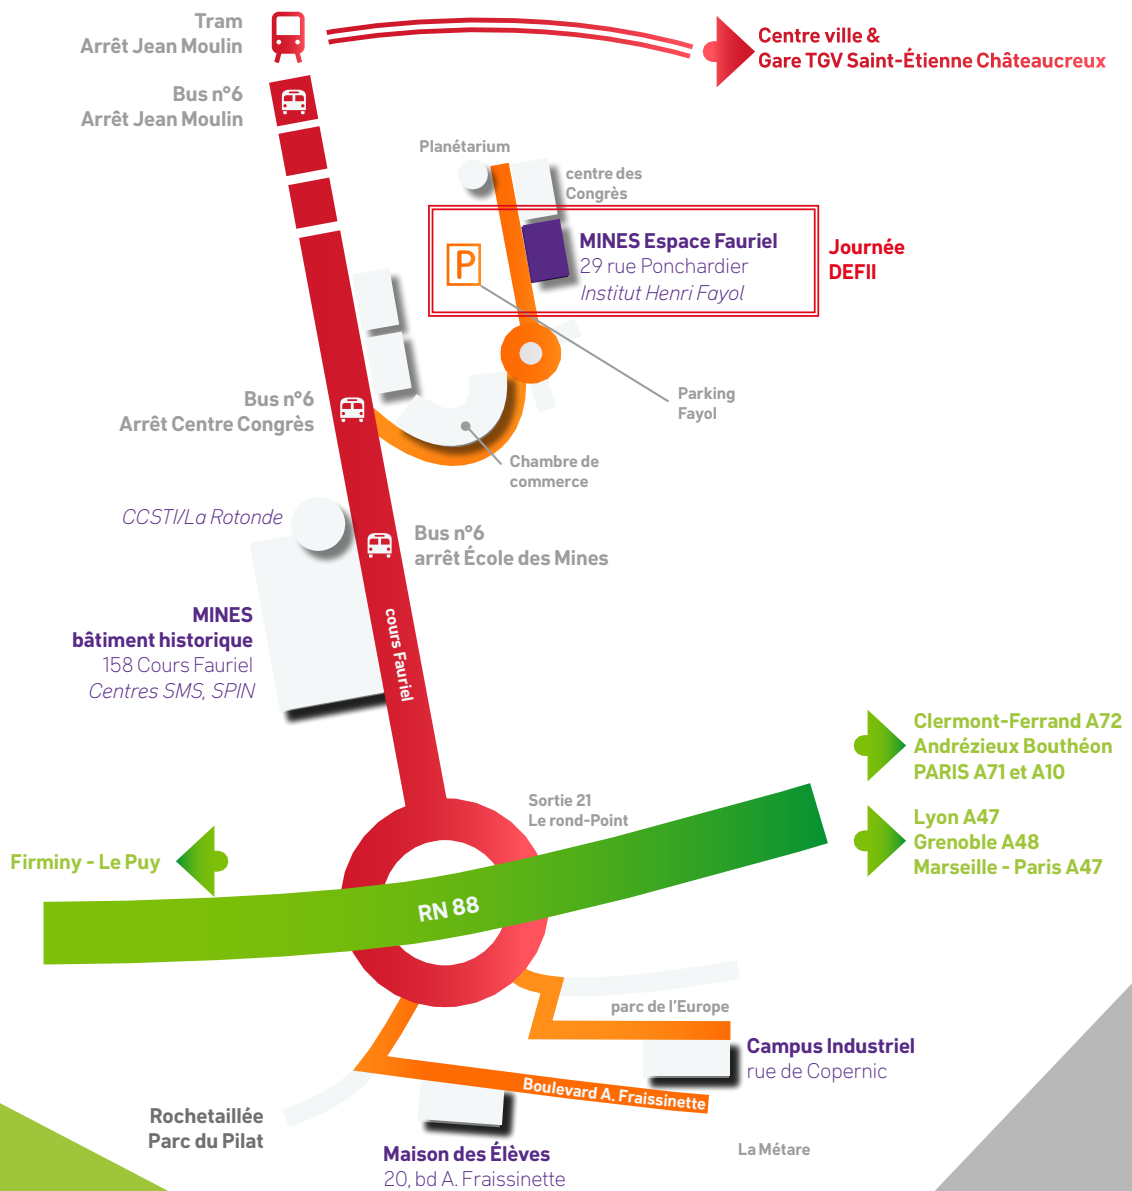 Tram
Arrêt Jean Moulin
Centre ville &
Gare TGV Saint-Étienne Châteaucreux
Bus n°6
Arrêt Jean Moulin
Planétarium
centre des
Congrès
MINES Espace Fauriel
29 rue Ponchardier
Institut Henri Fayol
Journée
DEFII
P
Parking
Fayol
Bus n°6
Arrêt Centre Congrès
Chambre de
commerce
CCSTI/La Rotonde
Bus n°6
arrêt École des Mines
MINES
bâtiment historique
158 Cours Fauriel
Centres SMS, SPIN
cours Fauriel
Clermont-Ferrand A72
Andrézieux Bouthéon
PARIS A71 et A10
Sortie 21
Le rond-Point
Lyon A47
Grenoble A48
Marseille - Paris A47
Firminy - Le Puy
RN 88
parc de l'Europe
Campus Industriel
rue de Copernic
Boulevard A. Fraissinette
Rochetaillée
Parc du Pilat
Maison des Élèves
20, bd A. Fraissinette
La Métare